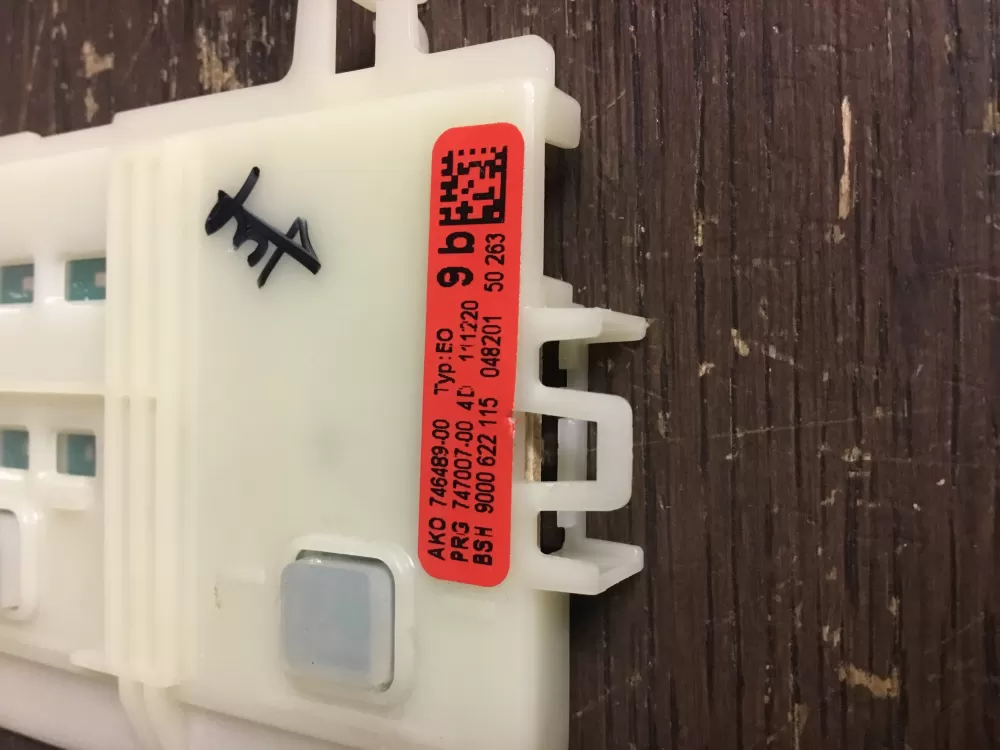 AKO 746489-00 Typ:EO 9 b
PRG 747007-00 4D 111220
BSH 9000 622 115 048201 50 263